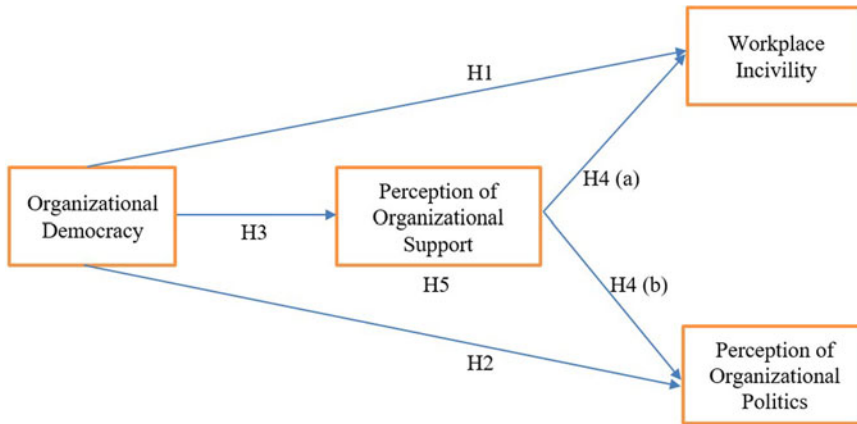 Workplace
Incivility
H1
H4 (a)
Organizational
Democracy
H3
Perception of
Organizational
Support
H5
H4 (b)
H2
Perception of
Organizational
Politics